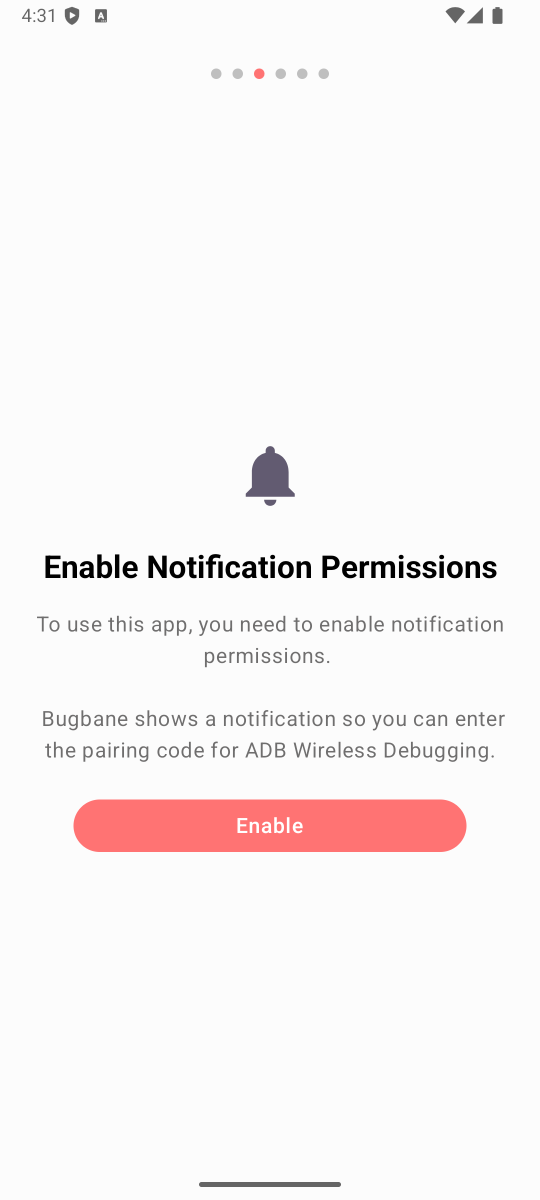 4:31
Enable Notification Permissions
To use this app, you need to enable notification
permissions.
Bugbane shows a notification so you can enter
the pairing code for ADB Wireless Debugging.
Enable